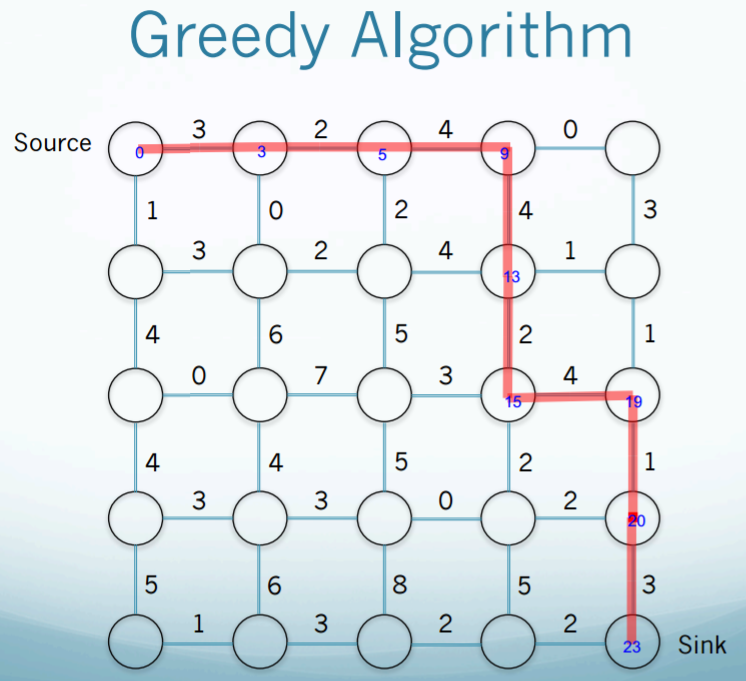 Greedy Algorithm
3 2 4 0
Source 0 3 5 9
1 0 2 4 3
3 2 4 1
13
4 6 5 2 1
0 7 3 4
15 19
4 4 5 2 1
3 3 0 2
20
5 6 8 5 3
1 3 2 2
23 Sink